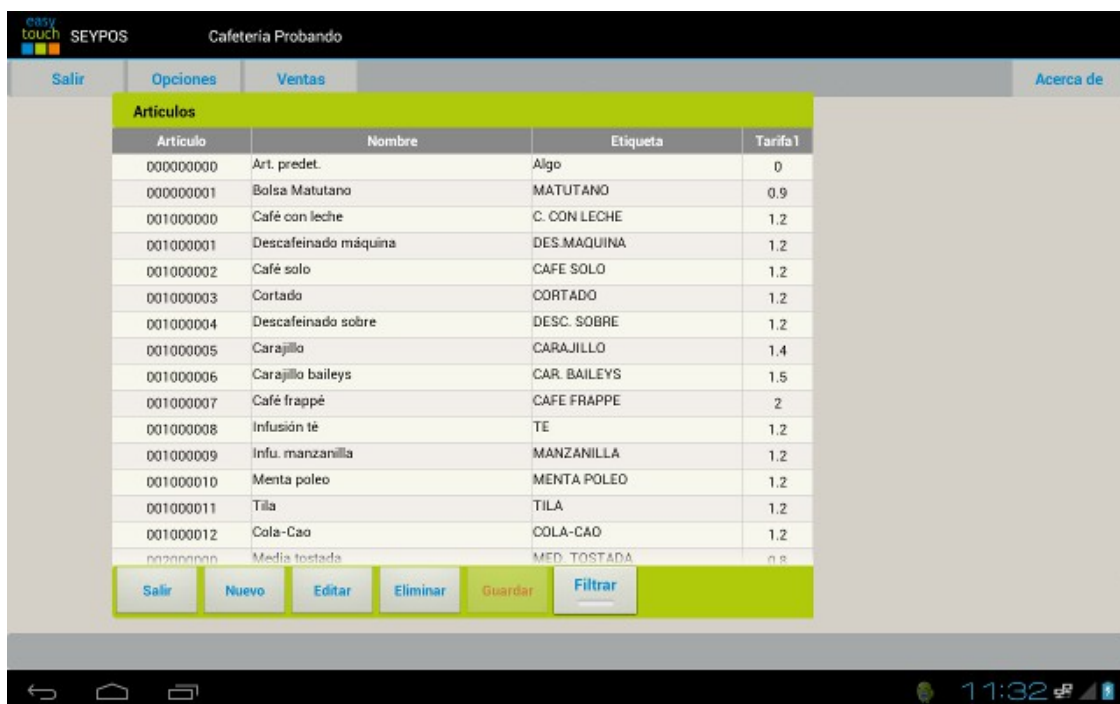 easy
touch SEYPOS Cafetería Probando
Salir Opciones Ventas Acerca de
Artículos
Artículo Nombre Etiqueta Tarifa1
000000000 Art. predet. Algo 0
000000001 Bolsa Matutano MATUTANO 0.9
001000000 Café con leche C. CON LECHE 1.2
001000001 Descafeinado máquina DES.MAQUINA 1.2
001000002 Café solo CAFE SOLO 1.2
001000003 Cortado CORTADO 1.2
001000004 Descafeinado sobre DESC. SOBRE 1.2
001000005 Carajillo CARAJILLO 1.4
001000006 Carajillo baileys CAR. BAILEYS 1.5
001000007 Café frappé CAFE FRAPPE 2
001000008 Infusión té TE 1.2
001000009 Infu. manzanilla MANZANILLA 1.2
001000010 Menta poleo MENTA POLEO 1.2
001000011 Tila TILA 1.2
001000012 Cola-Cao COLA-CAO 1.2
002000000 Media tostada MED. TOSTADA 0.8
Salir Nuevo Editar Eliminar Guardar Filtrar
11:32